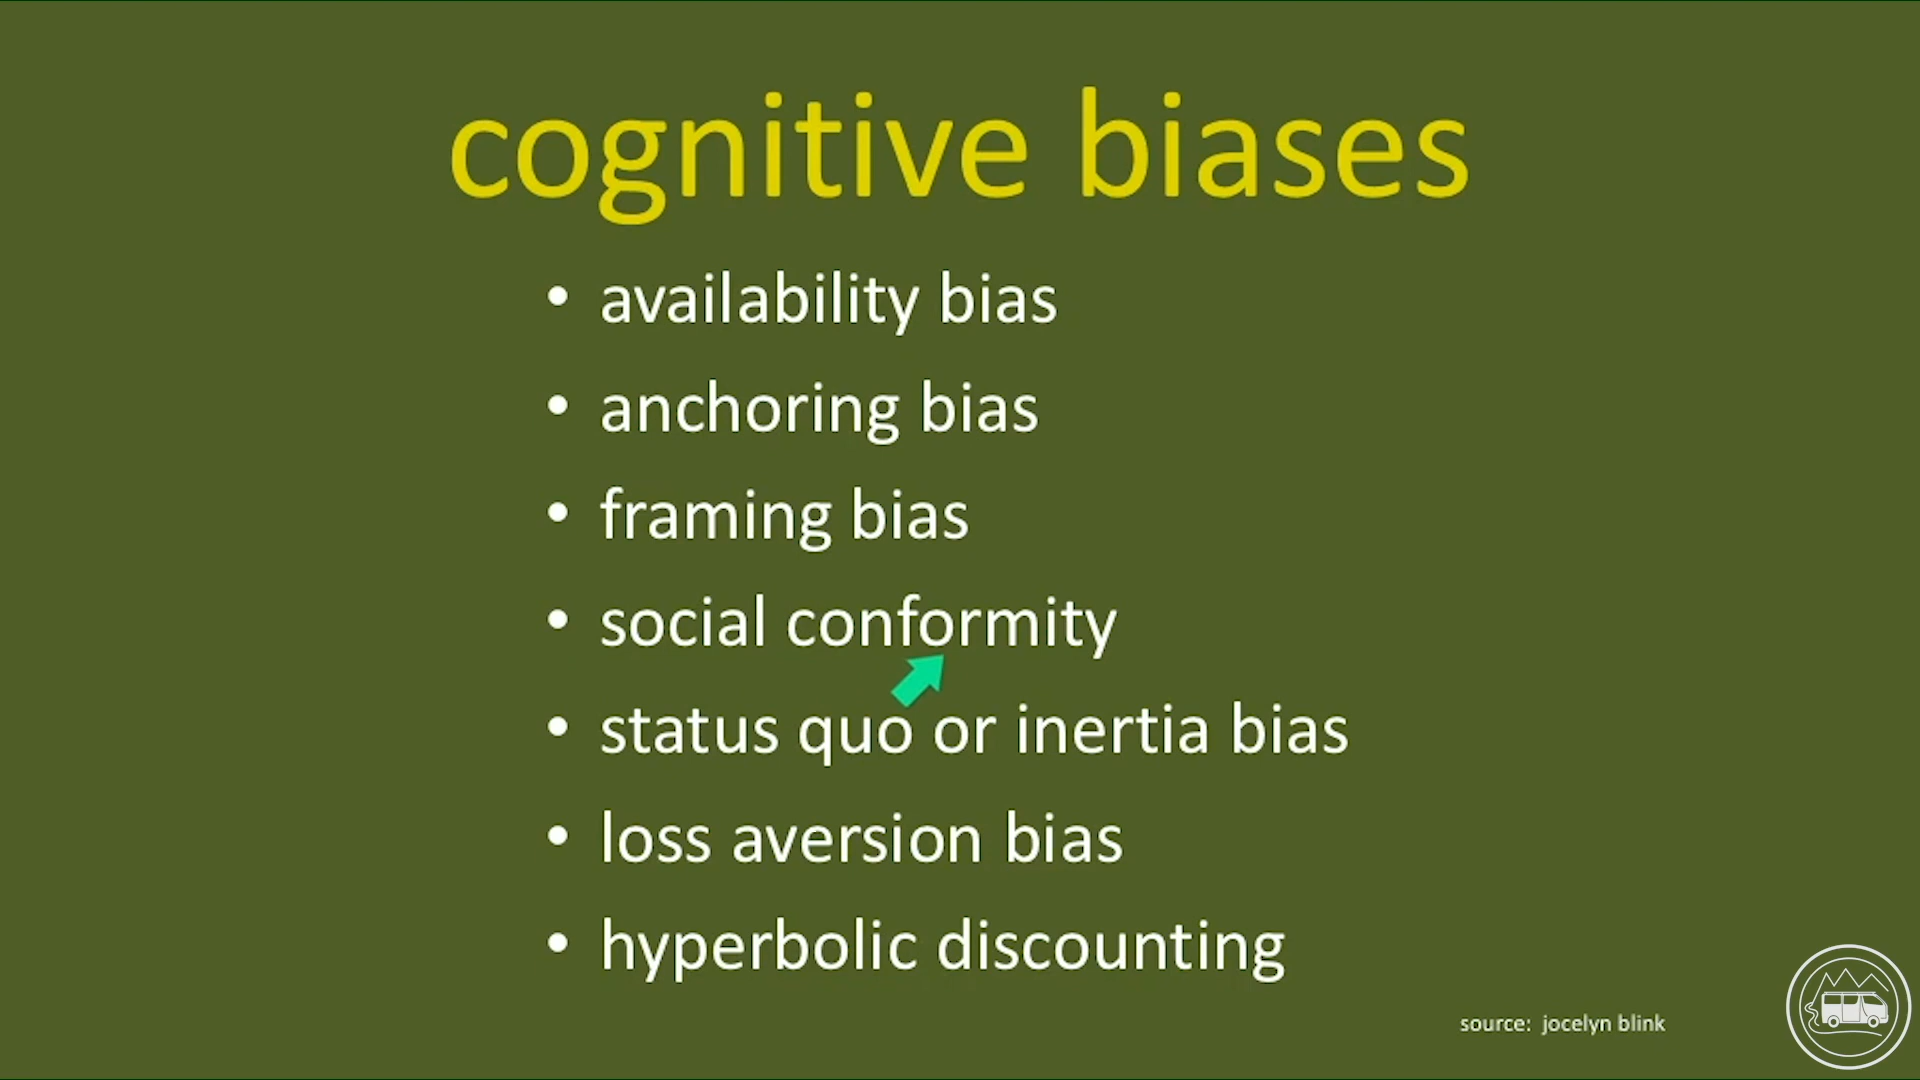 cognitive biases
• availability bias
• anchoring bias
• framing bias
• social conformity
• status quo or inertia bias
• loss aversion bias
• hyperbolic discounting
source: jocelyn blink